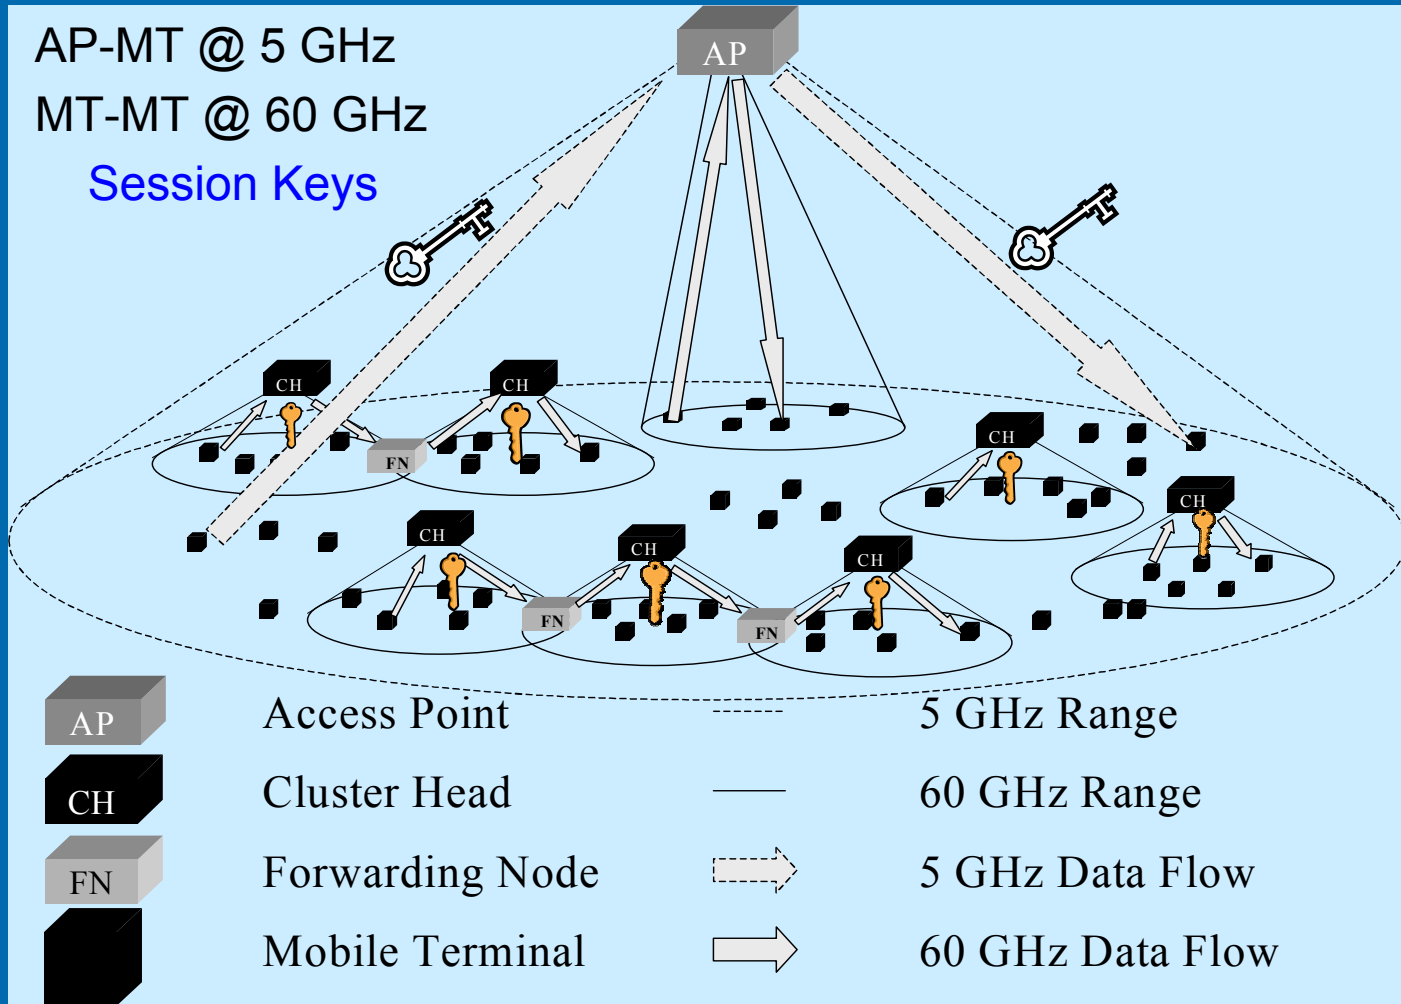 AP-MT @ 5 GHz
MT-MT @ 60 GHz
Session Keys
AP
CH
CH
CH
CH
FN
CH
CH
CH
FN
FN
AP Access Point 5 GHz Range
CH Cluster Head 60 GHz Range
FN Forwarding Node 5 GHz Data Flow
Mobile Terminal 60 GHz Data Flow